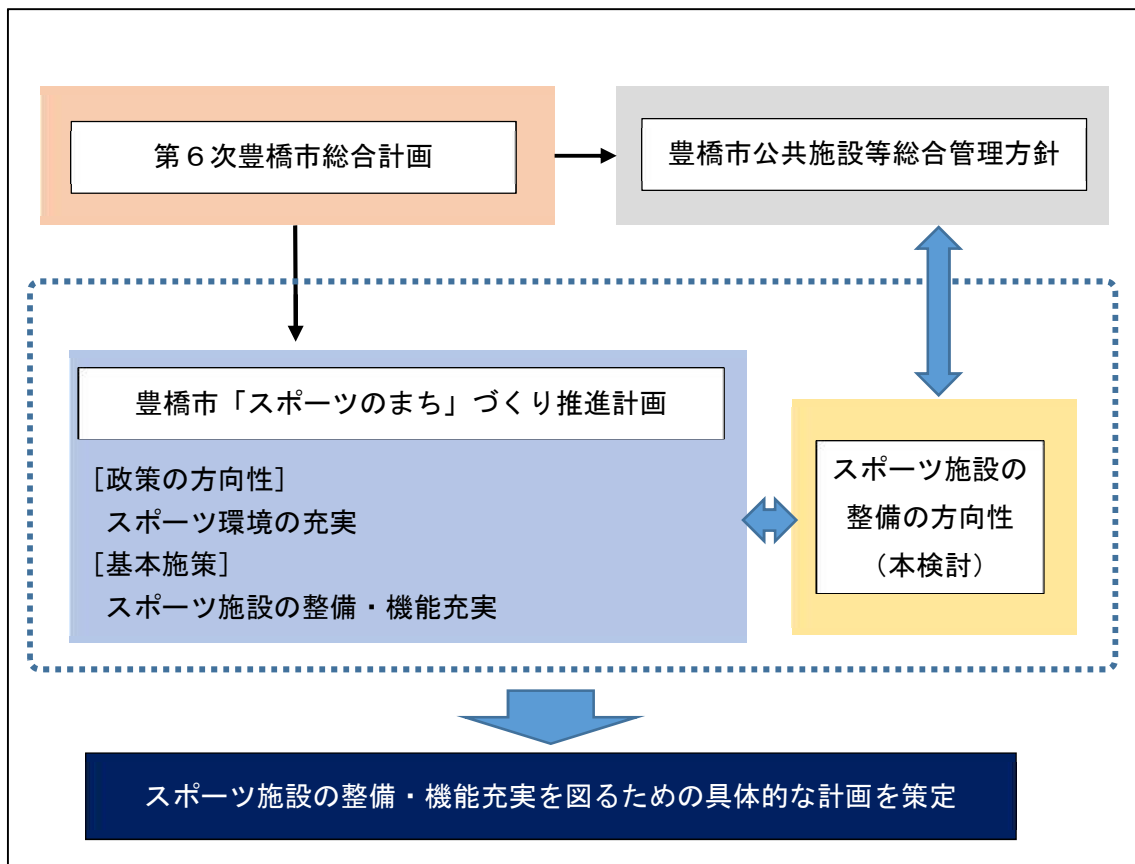 第６次豊橋市総合計画
豊橋市公共施設等総合管理方針
豊橋市「スポーツのまち」づくり推進計画
［政策の方向性］
スポーツ環境の充実
［基本施策］
スポーツ施設の整備・機能充実
スポーツ施設の
整備の方向性
（本検討）
スポーツ施設の整備・機能充実を図るための具体的な計画を策定